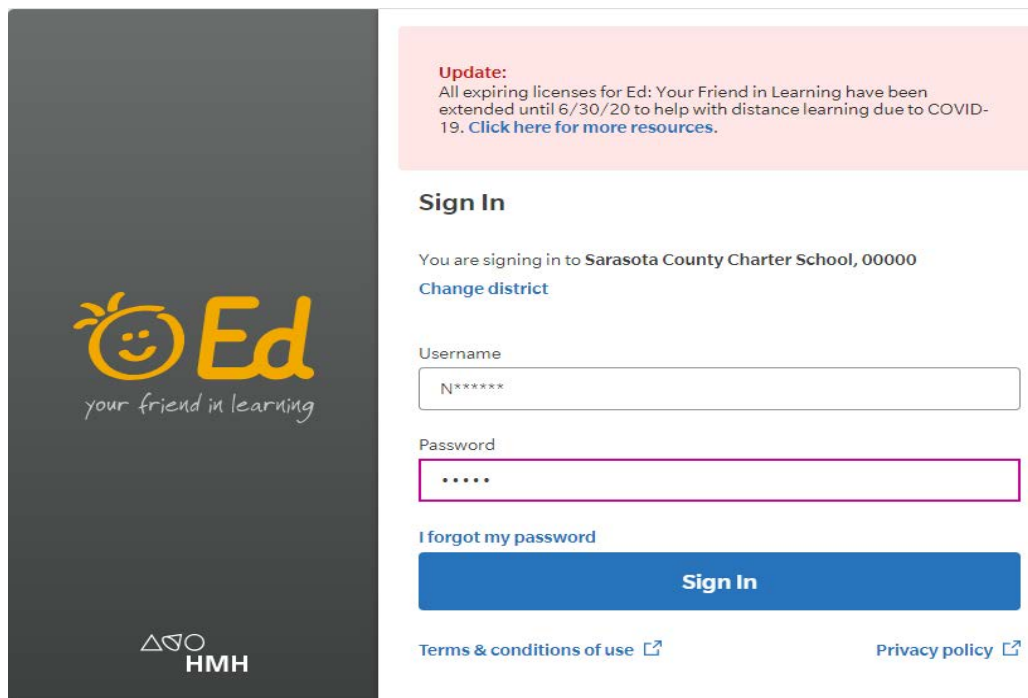 Ed
your friend in learning
HMH
Update:
All expiring licenses for Ed: Your Friend in Learning have been
extended until 6/30/20 to help with distance learning due to COVID-
19. Click here for more resources.
Sign In
You are signing in to Sarasota County Charter School, 00000
Change district
Username
N******
Password
•••••
I forgot my password
Sign In
Terms & conditions of use
Privacy policy